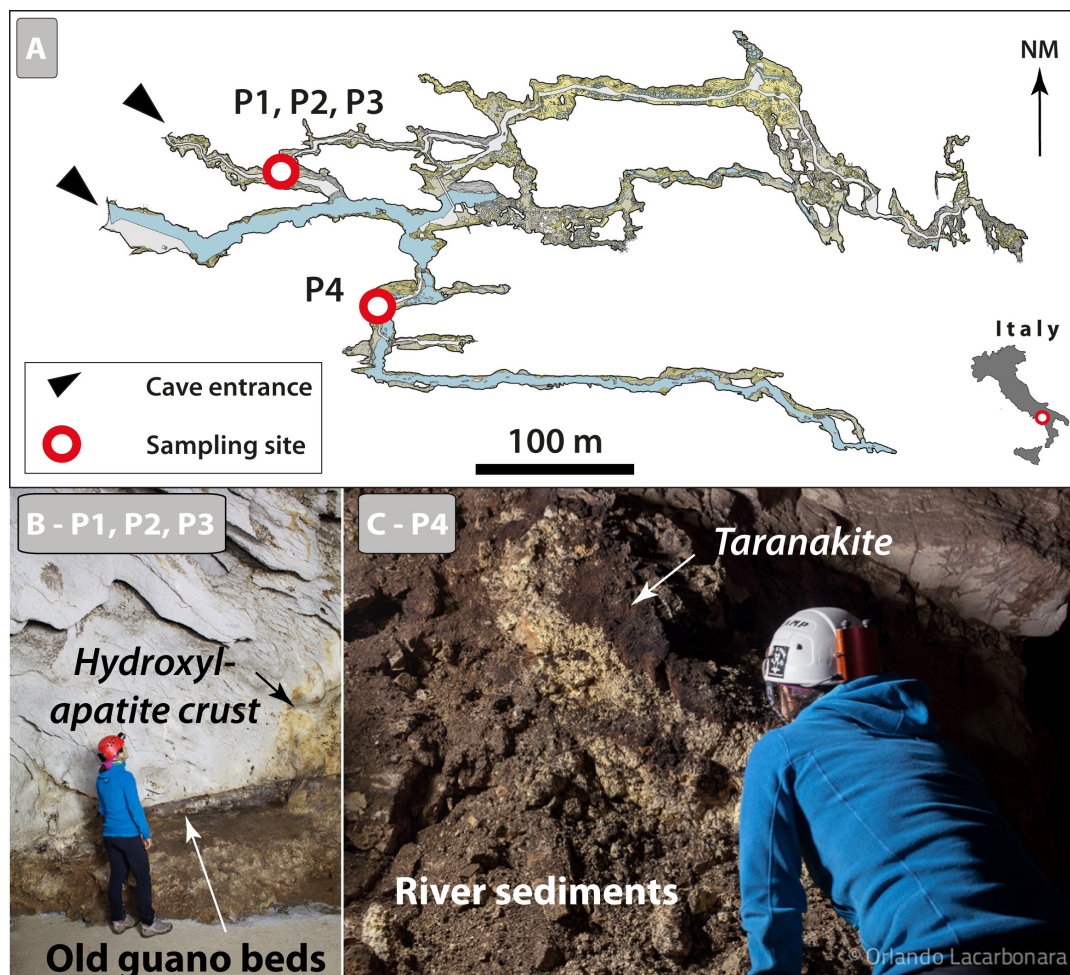 A
NM
P1, P2, P3
P4
Italy
Cave entrance
Sampling site
100 m
B - P1, P2, P3
Hydroxyl-
apatite crust
Old guano beds
C - P4
Taranakite
AMP
River sediments
© Orlando Lacarbonara